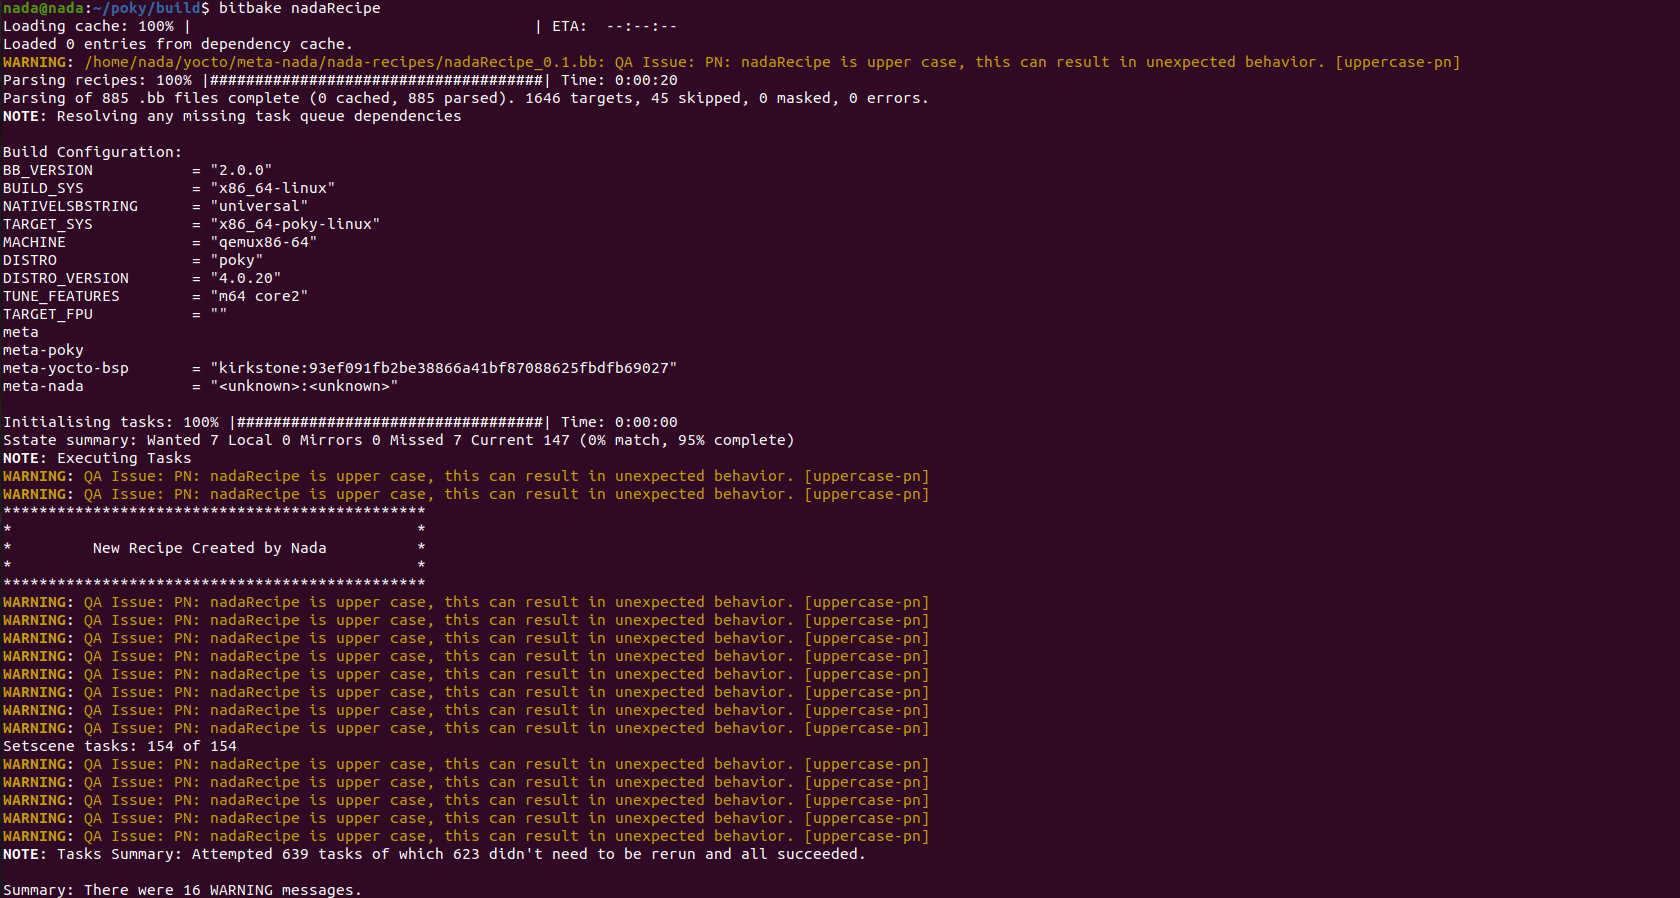 nada@nada:~/poky/build$ bitbake nadaRecipe
Loading cache: 100% |                                      | ETA:  --:--:--
Loaded 0 entries from dependency cache.
WARNING: /home/nada/yocto/meta-nada/nada-recipes/nadaRecipe_0.1.bb: QA Issue: PN: nadaRecipe is upper case, this can result in unexpected behavior. [uppercase-pn]
Parsing recipes: 100% |#####################################| Time: 0:00:20
Parsing of 885 .bb files complete (0 cached, 885 parsed). 1646 targets, 45 skipped, 0 masked, 0 errors.
NOTE: Resolving any missing task queue dependencies

Build Configuration:
BB_VERSION           = "2.0.0"
BUILD_SYS            = "x86_64-linux"
NATIVELSBSTRING      = "universal"
TARGET_SYS           = "x86_64-poky-linux"
MACHINE              = "qemux86-64"
DISTRO               = "poky"
DISTRO_VERSION       = "4.0.20"
TUNE_FEATURES        = "m64 core2"
TARGET_FPU           = ""
meta
meta-poky
meta-yocto-bsp       = "kirkstone:93ef091fb2be38866a41bf87088625fbdfb69027"
meta-nada            = "<unknown>:<unknown>"

Initialising tasks: 100% |##################################| Time: 0:00:00
Sstate summary: Wanted 7 Local 0 Mirrors 0 Missed 7 Current 147 (0% match, 95% complete)
NOTE: Executing Tasks
WARNING: QA Issue: PN: nadaRecipe is upper case, this can result in unexpected behavior. [uppercase-pn]
WARNING: QA Issue: PN: nadaRecipe is upper case, this can result in unexpected behavior. [uppercase-pn]
***********************************************
*                                             *
*         New Recipe Created by Nada          *
*                                             *
***********************************************
WARNING: QA Issue: PN: nadaRecipe is upper case, this can result in unexpected behavior. [uppercase-pn]
WARNING: QA Issue: PN: nadaRecipe is upper case, this can result in unexpected behavior. [uppercase-pn]
WARNING: QA Issue: PN: nadaRecipe is upper case, this can result in unexpected behavior. [uppercase-pn]
WARNING: QA Issue: PN: nadaRecipe is upper case, this can result in unexpected behavior. [uppercase-pn]
WARNING: QA Issue: PN: nadaRecipe is upper case, this can result in unexpected behavior. [uppercase-pn]
WARNING: QA Issue: PN: nadaRecipe is upper case, this can result in unexpected behavior. [uppercase-pn]
WARNING: QA Issue: PN: nadaRecipe is upper case, this can result in unexpected behavior. [uppercase-pn]
WARNING: QA Issue: PN: nadaRecipe is upper case, this can result in unexpected behavior. [uppercase-pn]
Setscene tasks: 154 of 154
WARNING: QA Issue: PN: nadaRecipe is upper case, this can result in unexpected behavior. [uppercase-pn]
WARNING: QA Issue: PN: nadaRecipe is upper case, this can result in unexpected behavior. [uppercase-pn]
WARNING: QA Issue: PN: nadaRecipe is upper case, this can result in unexpected behavior. [uppercase-pn]
WARNING: QA Issue: PN: nadaRecipe is upper case, this can result in unexpected behavior. [uppercase-pn]
WARNING: QA Issue: PN: nadaRecipe is upper case, this can result in unexpected behavior. [uppercase-pn]
NOTE: Tasks Summary: Attempted 639 tasks of which 623 didn't need to be rerun and all succeeded.

Summary: There were 16 WARNING messages.